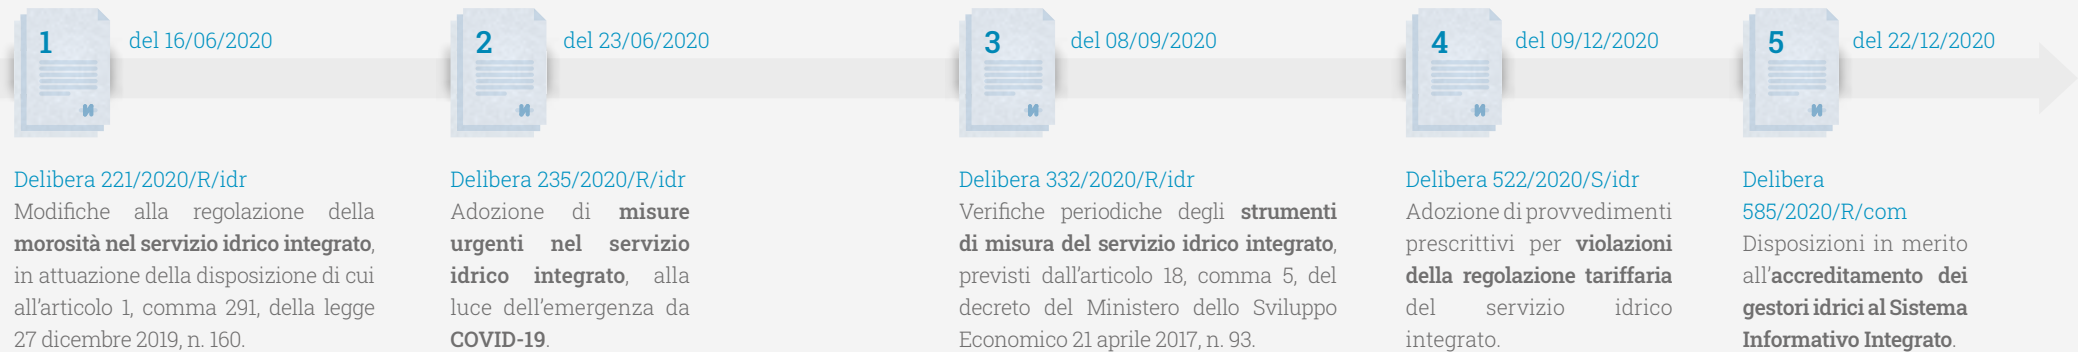 1
del 16/06/2020
Delibera 221/2020/R/idr
Modifiche alla regolazione della
morosità nel servizio idrico integrato,
in attuazione della disposizione di cui
all'articolo 1, comma 291, della legge
27 dicembre 2019, n. 160.
2
del 23/06/2020
Delibera 235/2020/R/idr
Adozione di misure
urgenti nel servizio
idrico integrato, alla
luce dell'emergenza da
COVID-19.
3
del 08/09/2020
Delibera 332/2020/R/idr
Verifiche periodiche degli strumenti
di misura del servizio idrico integrato,
previsti dall'articolo 18, comma 5, del
decreto del Ministero dello Sviluppo
Economico 21 aprile 2017, n. 93.
4
del 09/12/2020
Delibera 522/2020/S/idr
Adozione di provvedimenti
prescrittivi per violazioni
della regolazione tariffaria
del servizio idrico
integrato.
5
del 22/12/2020
Delibera
585/2020/R/com
Disposizioni in merito
all'accreditamento dei
gestori idrici al Sistema
Informativo Integrato.